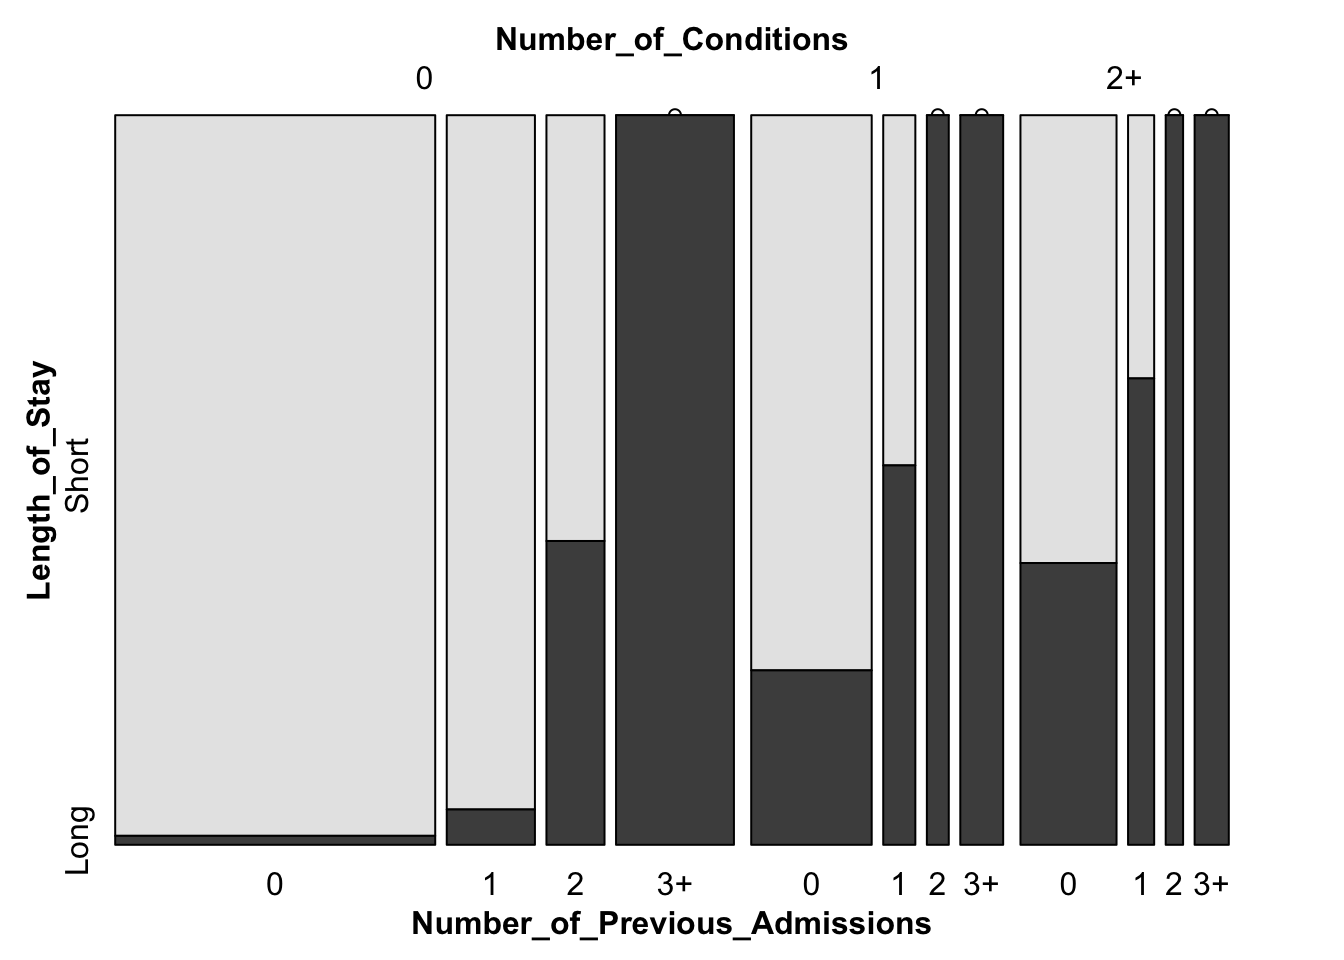 Number_of_Conditions
0 1 2+
Length_of_Stay
Short
Long
0 1 2 3+ 0 1 2 3+ 0 1 2 3+
Number_of_Previous_Admissions